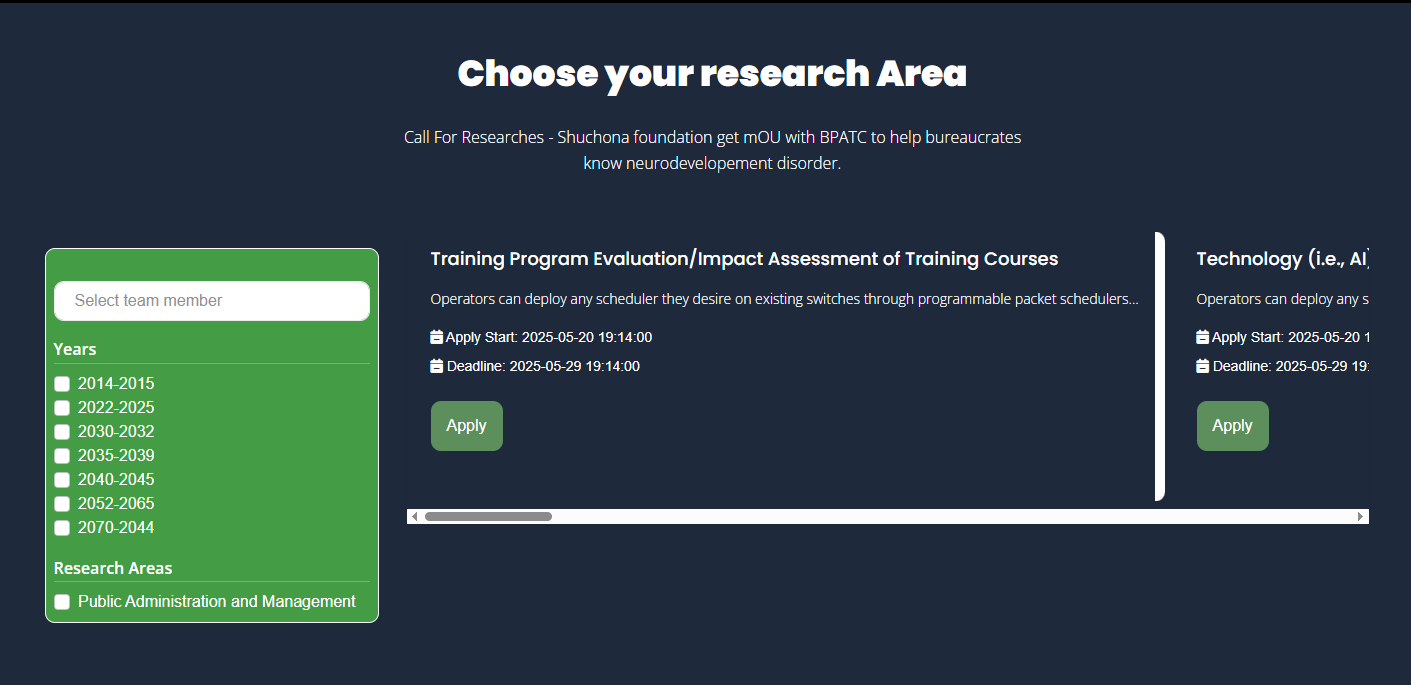 Choose your research Area
Call For Researches - Shuchona foundation get mOU with BPATC to help bureaucrates
know neurodevelopement disorder.
Select team member
Years
2014-2015
2022-2025
2030-2032
2035-2039
2040-2045
2052-2065
2070-2044
Research Areas
Public Administration and Management
Training Program Evaluation/Impact Assessment of Training Courses
Operators can deploy any scheduler they desire on existing switches through programmable packet schedulers...
Apply Start: 2025-05-20 19:14:00
Deadline: 2025-05-29 19:14:00
Apply
Technology (i.e., AI)
Operators can deploy any s
Apply Start: 2025-05-20 1
Deadline: 2025-05-29 19:
Apply